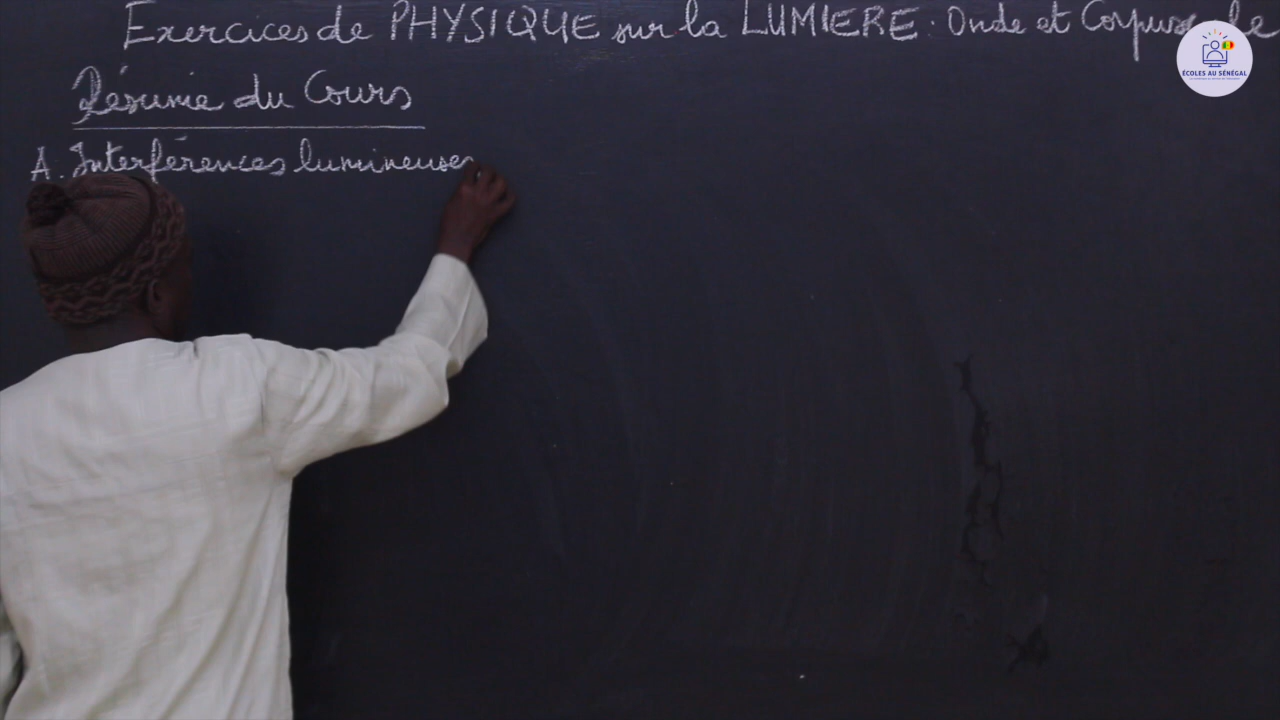 Exercices de PHYSIQUE sur la LUMIERE : Onde et Corpuscule
Résumé du Cours
A. Interférences lumineuses
ÉCOLES AU SÉNÉGAL